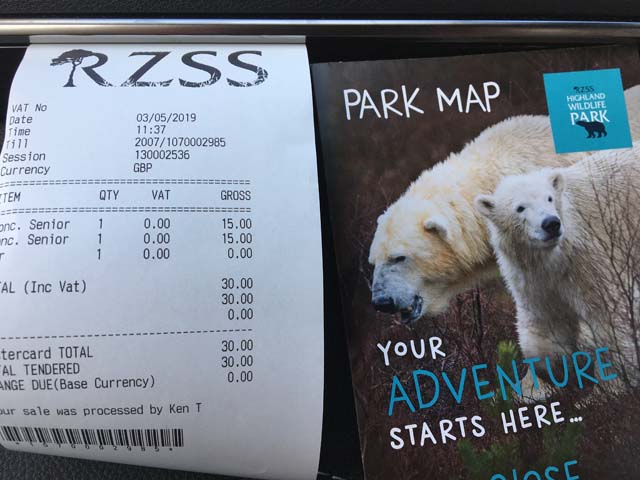 RZSS
VAT No
Date 03/05/2019
Time 11:37
Till 2007/1070002985
Session 130002536
Currency GBP
ITEM QTY VAT GROSS
onc. Senior 1 0.00 15.00
onc. Senior 1 0.00 15.00
r 1 0.00 0.00
TAL (Inc Vat) 30.00
30.00
0.00
stercard TOTAL 30.00
TAL TENDERED 30.00
ANGE DUE(Base Currency) 0.00
our sale was processed by Ken T
PARK MAP
RZSS
HIGHLAND
WILDLIFE
PARK
YOUR
ADVENTURE
STARTS HERE...